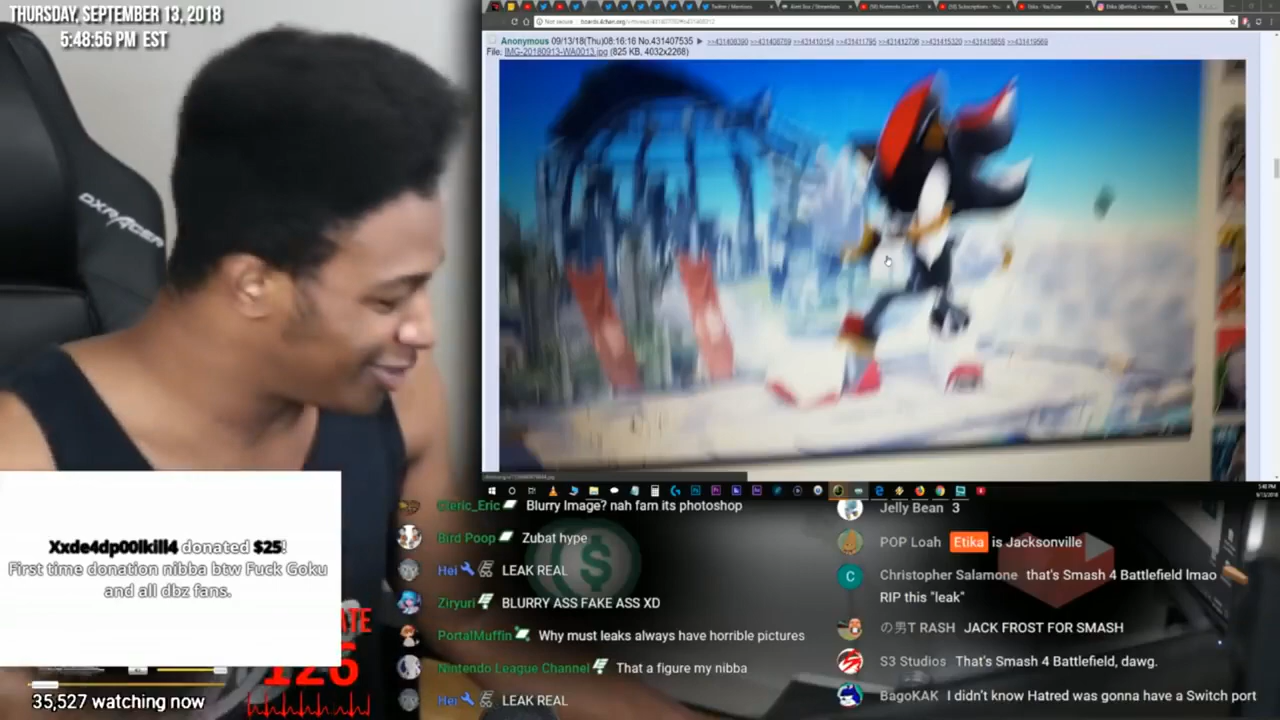 THURSDAY, SEPTEMBER 13, 2018
5:48:56 PM EST
Not secure
Anonymous 09/13/18(Thu)08:16:16 No.431407535
File: IMG-20180913-WA0013.jpg (825 KB, 4032x2268)
DXRACER
Xxde4dp00lkill4 donated $25!
First time donation nibba btw Fuck Goku
and all dbz fans.
126
35,527 watching now
Cleric_Eric Blurry Image? nah fam its photoshop
Bird Poop Zubat hype
Hei LEAK REAL
Ziryuri BLURRY ASS FAKE ASS XD
PortalMuffin Why must leaks always have horrible pictures
Nintendo League Channel That a figure my nibba
Hei LEAK REAL
Jelly Bean 3
POP Loah Etika is Jacksonville
Christopher Salamone that's Smash 4 Battlefield lmao
RIP this "leak"
の男T RASH JACK FROST FOR SMASH
S3 Studios That's Smash 4 Battlefield, dawg.
BagoKAK I didn't know Hatred was gonna have a Switch port